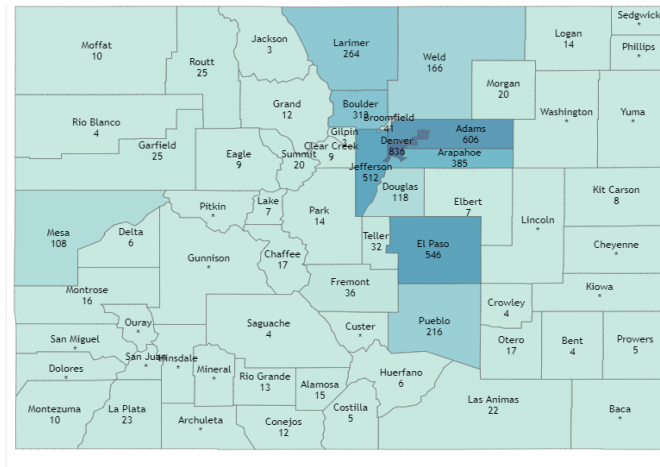 Moffat
10
Routt
25
Jackson
3
Larimer
264
Weld
166
Logan
14
Sedgwick
*
Phillips
*
Morgan
20
Washington
*
Yuma
*
Rio Blanco
4
Grand
12
Boulder
318
Broomfield
41
Adams
606
Garfield
25
Eagle
9
Summit
20
Gilpin
Clear Creek
9
Denver
836
Arapahoe
385
Jefferson
512
Douglas
118
Elbert
7
Kit Carson
8
Lincoln
*
Pitkin
*
Lake
7
Park
14
Mesa
108
Delta
6
Gunnison
*
Chaffee
17
Teller
32
El Paso
546
Cheyenne
*
Kiowa
*
Montrose
16
Fremont
36
Pueblo
216
Crowley
4
Ouray
*
Saguache
4
Custer
*
Otero
17
Bent
4
Prowers
5
San Miguel
*
San Juan
*
Hinsdale
*
Dolores
*
Mineral
*
Rio Grande
13
Alamosa
15
Huerfano
6
Montezuma
10
La Plata
23
Archuleta
*
Conejos
12
Costilla
5
Las Animas
22
Baca
*